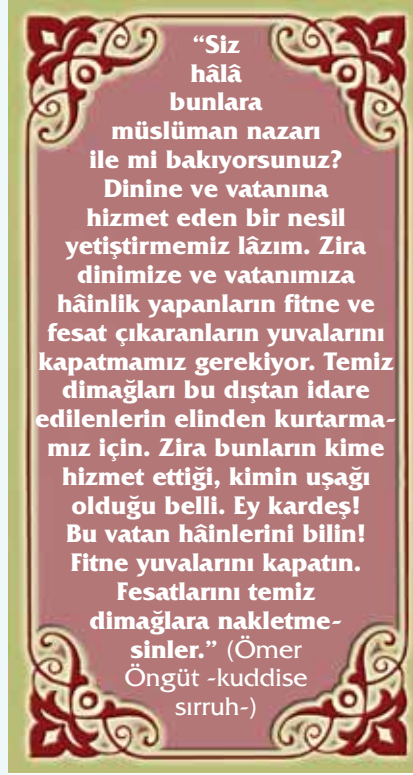 “Siz
hâlâ
bunlara
müslüman nazarı
ile mi bakıyorsunuz?
Dinine ve vatanına
hizmet eden bir nesil
yetiştirmemiz lâzım. Zira
dinimize ve vatanımıza
hâinlik yapanların fitne ve
fesat çıkaranların yuvalarını
kapatmamız gerekiyor. Temiz
dimağları bu dıştan idare
edilenlerin elinden kurtarma-
mız için. Zira bunların kime
hizmet ettiği, kimin uşağı
olduğu belli. Ey kardeş!
Bu vatan hâinlerini bilin!
Fitne yuvalarını kapatın.
Fesatlarını temiz
dimağlara nakletme-
sinler.” (Ömer
Öngüt -kuddise
sırruh-)